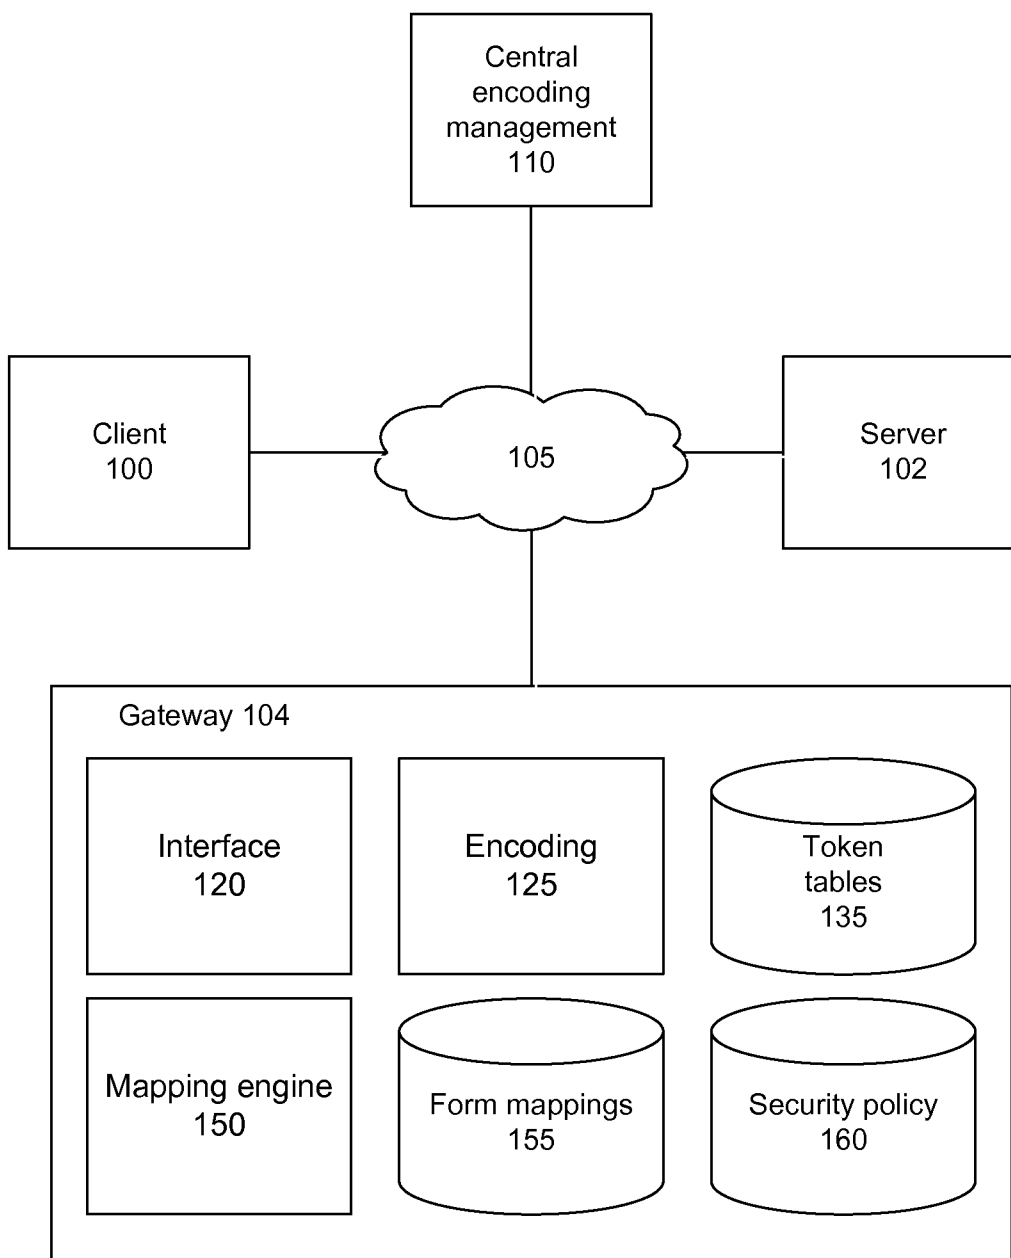 Central
encoding
management
110
Client
100
105
Server
102
Gateway 104
Interface
120
Encoding
125
Token
tables
135
Mapping engine
150
Form mappings
155
Security policy
160